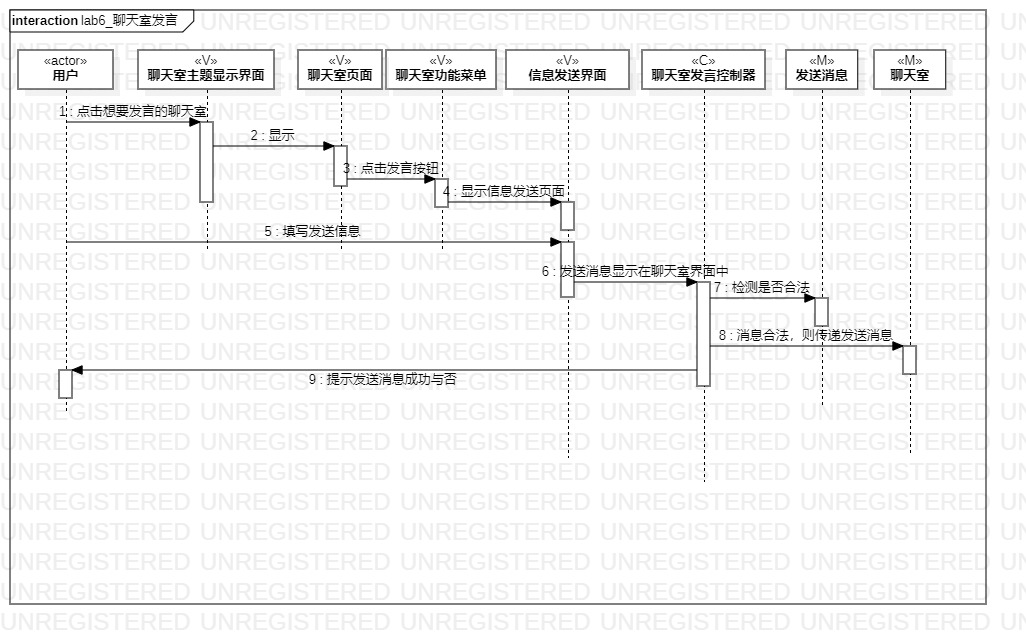 interaction lab6_聊天室发言
«actor»
用户
«V»
聊天室主题显示界面
«V»
聊天室页面
«V»
聊天室功能菜单
«V»
信息发送界面
«C»
聊天室发言控制器
«M»
发送消息
«M»
聊天室
1 : 点击想要发言的聊天室
2 : 显示
3 : 点击发言按钮
4 : 显示信息发送页面
5 : 填写发送信息
6 : 发送消息显示在聊天室界面中
7 : 检测是否合法
8 : 消息合法，则传递发送消息
9 : 提示发送消息成功与否
UNREGISTERED UNREGISTERED UNREGISTERED UNREGISTERED UNREGISTERED UN